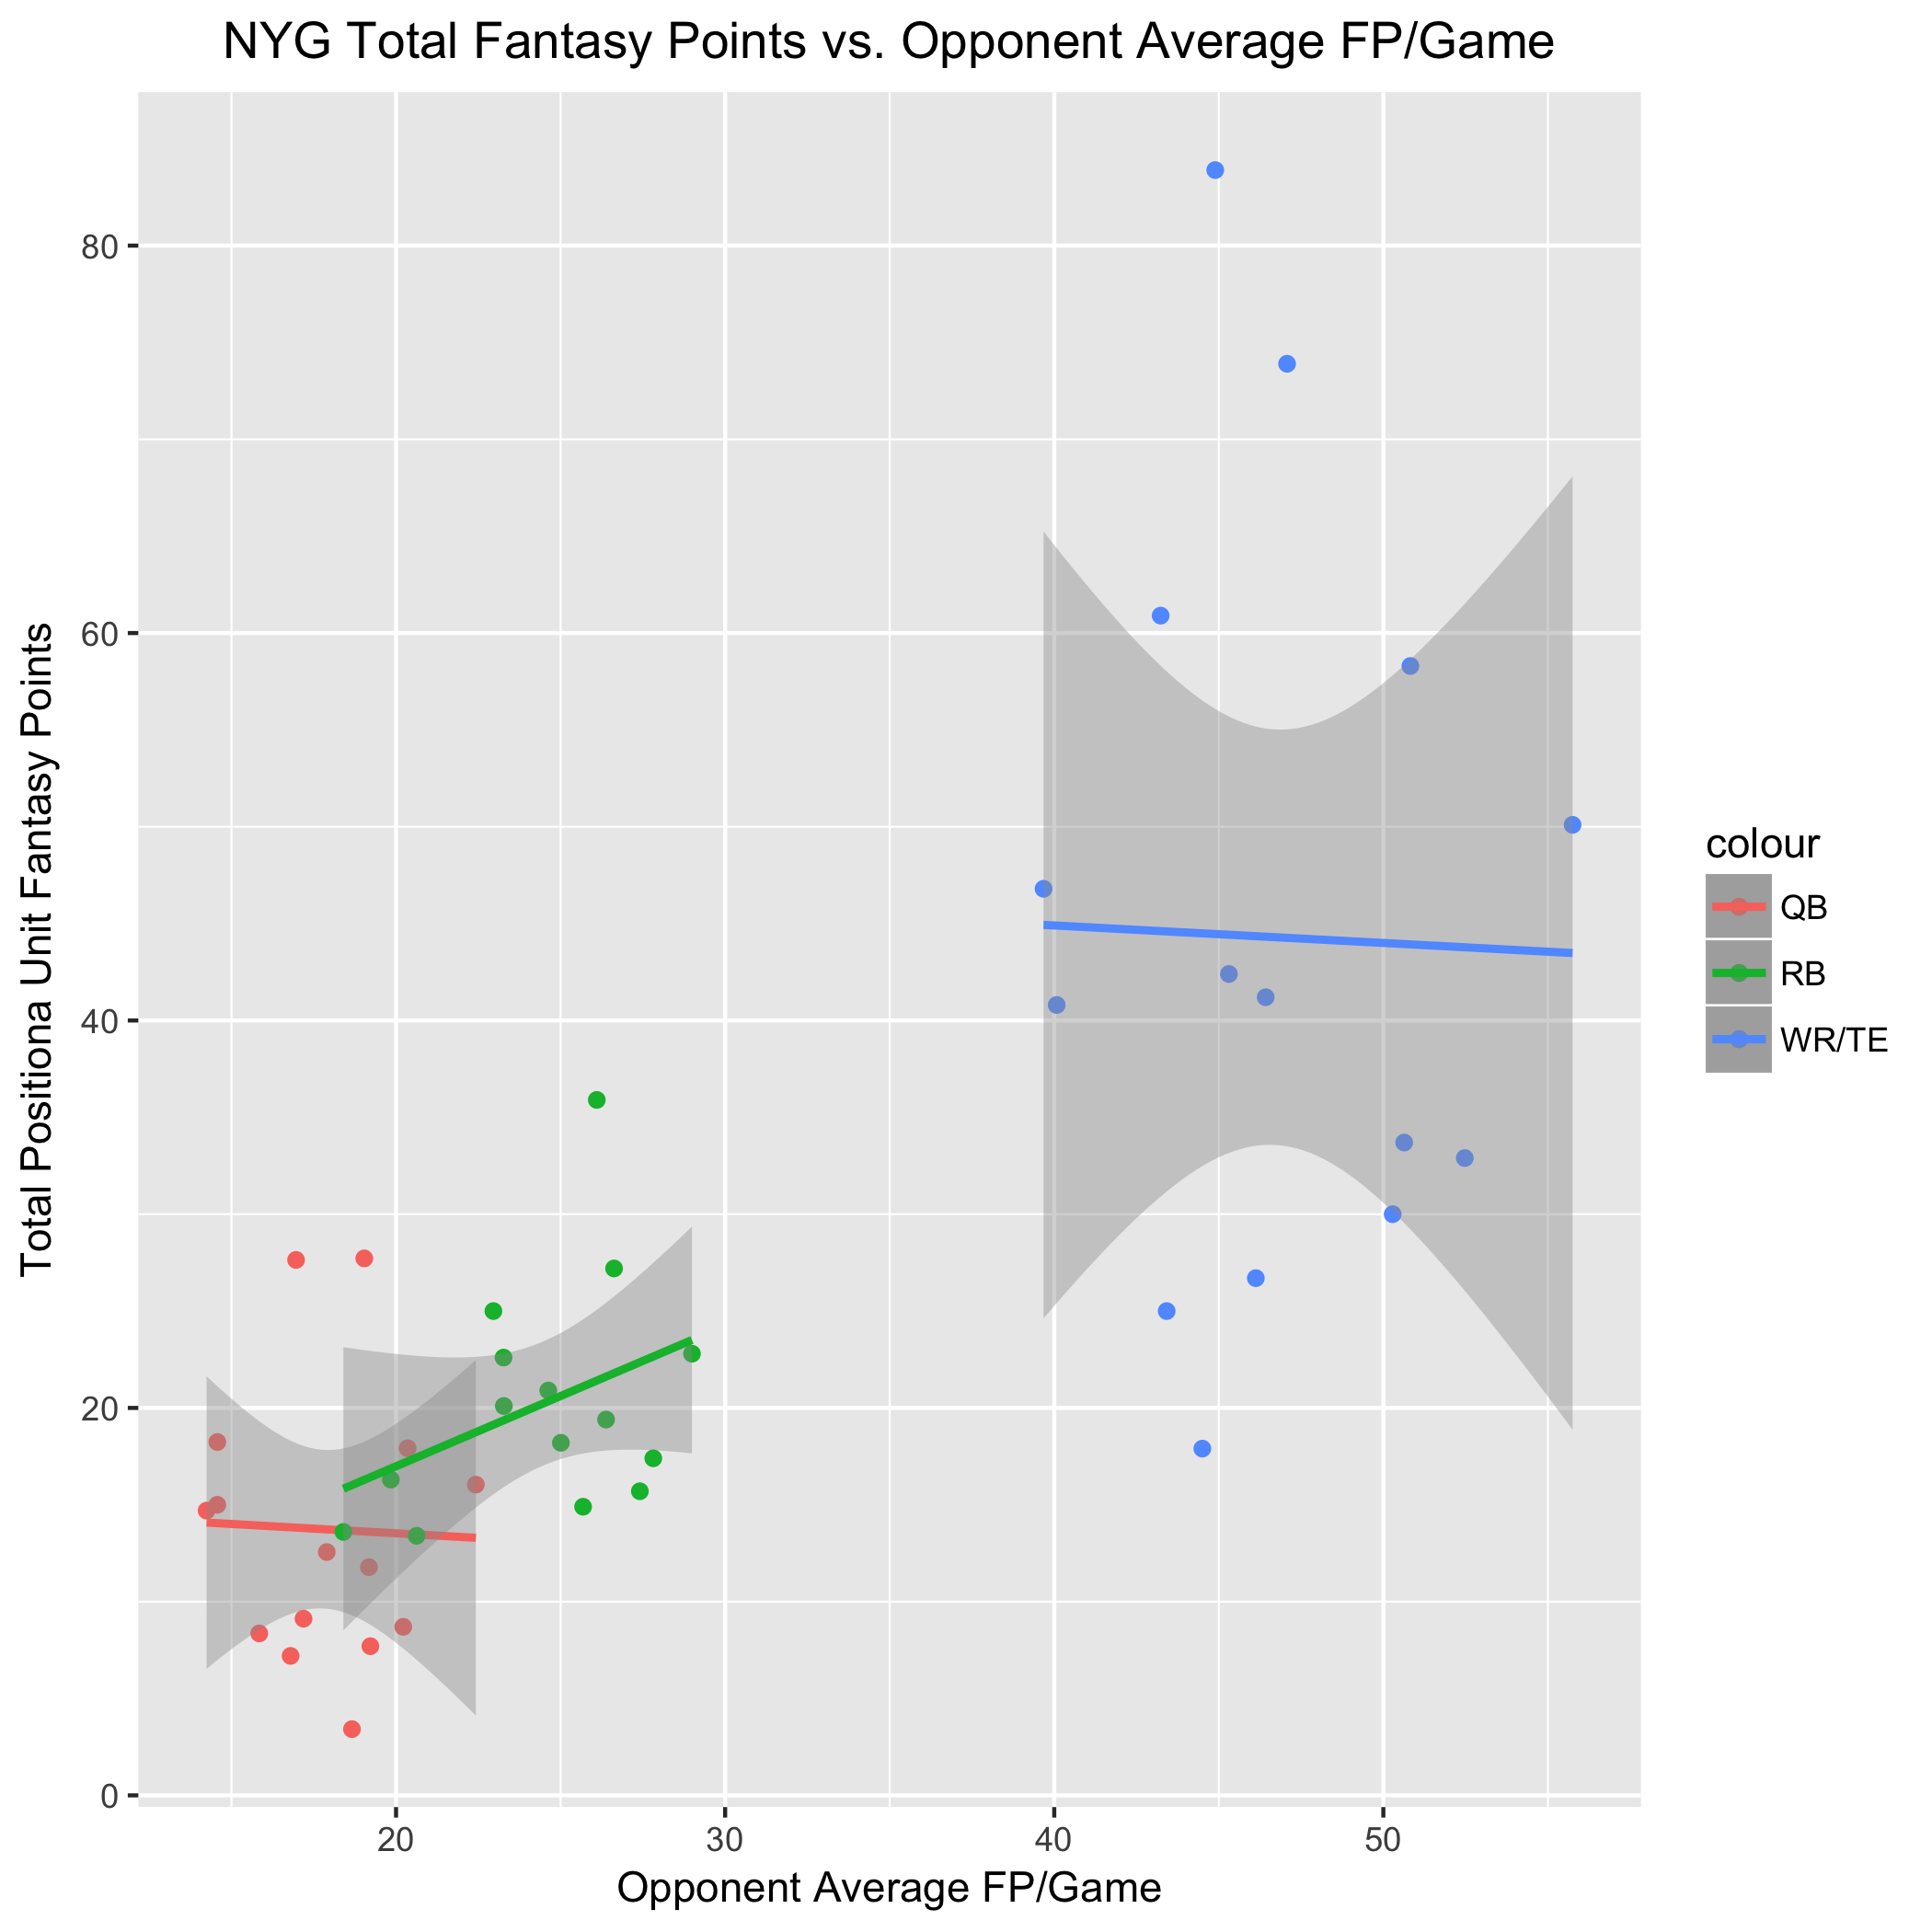 NYG Total Fantasy Points vs. Opponent Average FP/Game
Total Positiona Unit Fantasy Points
80
60
40
20
0
20 30 40 50
Opponent Average FP/Game
colour
QB
RB
WR/TE